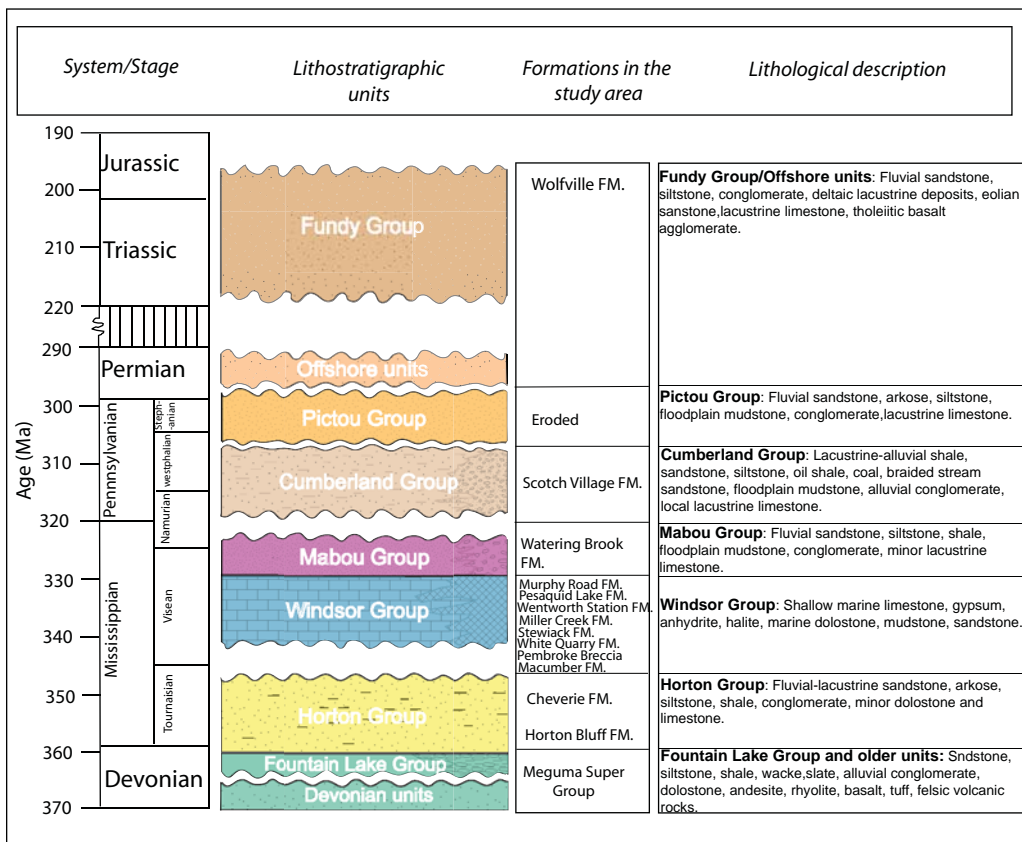 System/Stage
Lithostratigraphic
units
Formations in the
study area
Lithological description
Age (Ma)
190
200
210
220
290
300
310
320
330
340
350
360
370
Jurassic
Triassic
Permian
Pennnsylvanian
Mississippian
Devonian
Steph-
-anian
westphalian
Namurian
Visean
Tournaisian
Fundy Group
Offshore units
Pictou Group
Cumberland Group
Mabou Group
Windsor Group
Horton Group
Fountain Lake Group
Devonian units
Wolfville FM.
Eroded
Scotch Village FM.
Watering Brook
FM.
Murphy Road FM.
Pesaquid Lake FM.
Wentworth Station FM.
Miller Creek FM.
Stewiack FM.
White Quarry FM.
Pembroke Breccia
Macumber FM.
Cheverie FM.
Horton Bluff FM.
Meguma Super
Group
Fundy Group/Offshore units: Fluvial sandstone,
siltstone, conglomerate, deltaic lacustrine deposits, eolian
sanstone,lacustrine limestone, tholeiitic basalt
agglomerate.
Pictou Group: Fluvial sandstone, arkose, siltstone,
floodplain mudstone, conglomerate,lacustrine limestone.
Cumberland Group: Lacustrine-alluvial shale,
sandstone, siltstone, oil shale, coal, braided stream
sandstone, floodplain mudstone, alluvial conglomerate,
local lacustrine limestone.
Mabou Group: Fluvial sandstone, siltstone, shale,
floodplain mudstone, conglomerate, minor lacustrine
limestone.
Windsor Group: Shallow marine limestone, gypsum,
anhydrite, halite, marine dolostone, mudstone, sandstone.
Horton Group: Fluvial-lacustrine sandstone, arkose,
siltstone, shale, conglomerate, minor dolostone and
limestone.
Fountain Lake Group and older units: Sndstone,
siltstone, shale, wacke,slate, alluvial conglomerate,
dolostone, andesite, rhyolite, basalt, tuff, felsic volcanic
rocks.